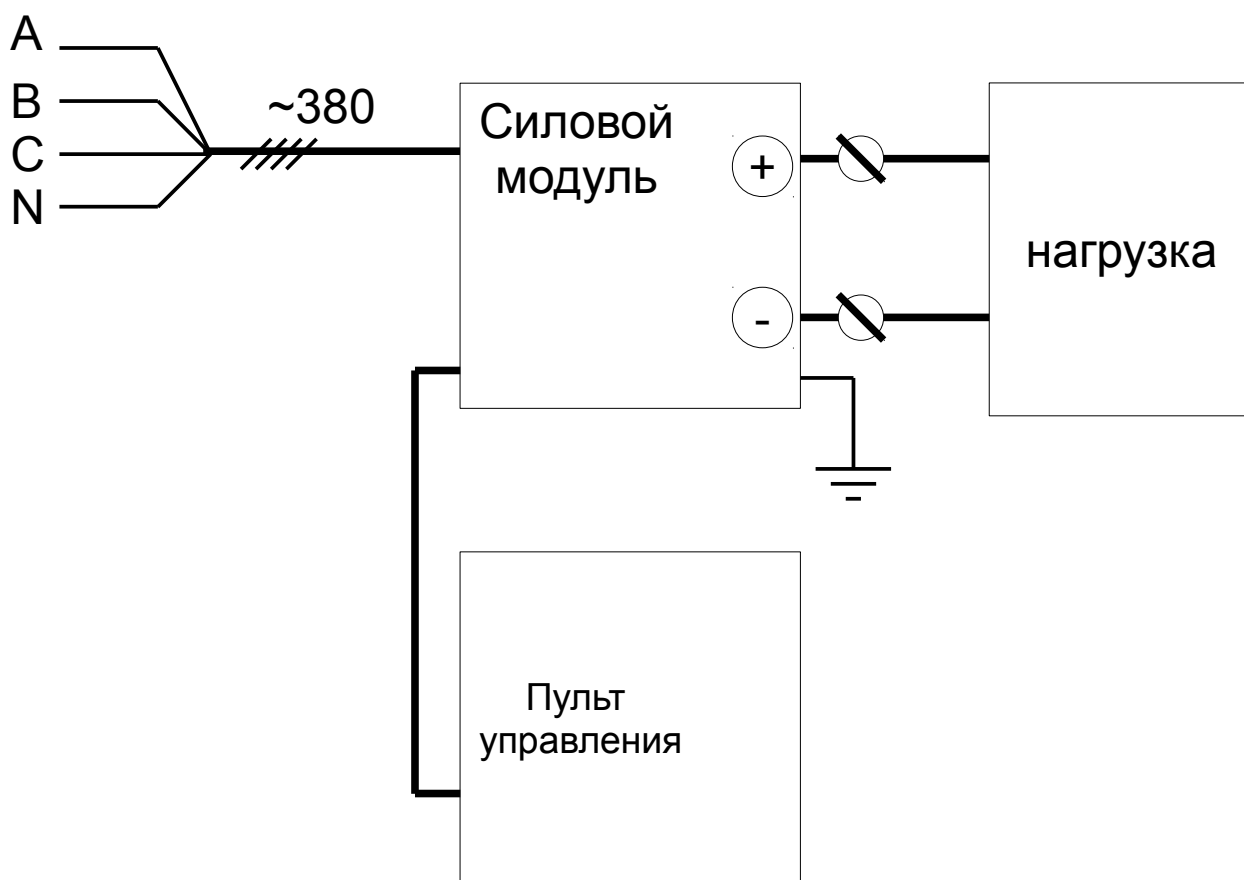 A
B
C
N
~380
Силовой
модуль
+
-
нагрузка
Пульт
управления